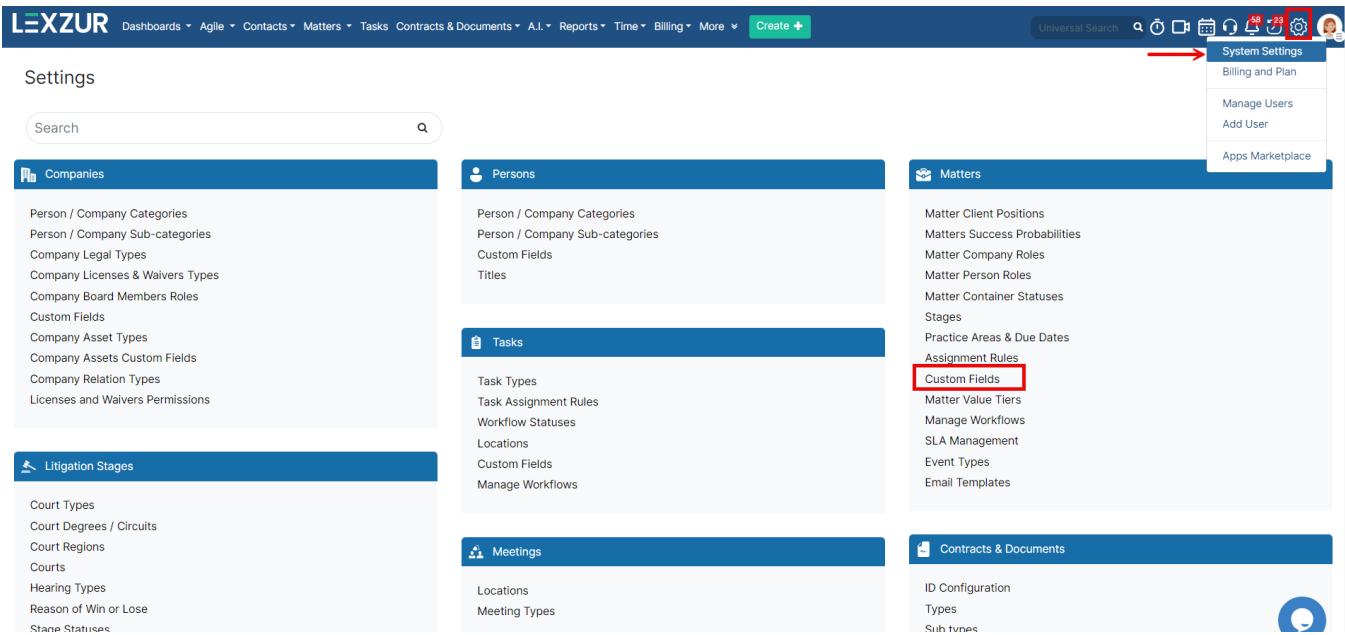 LEXZUR Dashboards Agile Contacts Matters Tasks Contracts & Documents A.I. Reports Time Billing More Create + Universal Search 58 23
System Settings
Billing and Plan
Manage Users
Add User
Apps Marketplace
Settings
Search
Companies
Person / Company Categories
Person / Company Sub-categories
Company Legal Types
Company Licenses & Waivers Types
Company Board Members Roles
Custom Fields
Company Asset Types
Company Assets Custom Fields
Company Relation Types
Licenses and Waivers Permissions
Litigation Stages
Court Types
Court Degrees / Circuits
Court Regions
Courts
Hearing Types
Reason of Win or Lose
Stage Statuses
Persons
Person / Company Categories
Person / Company Sub-categories
Custom Fields
Titles
Tasks
Task Types
Task Assignment Rules
Workflow Statuses
Locations
Custom Fields
Manage Workflows
Meetings
Locations
Meeting Types
Matters
Matter Client Positions
Matters Success Probabilities
Matter Company Roles
Matter Person Roles
Matter Container Statuses
Stages
Practice Areas & Due Dates
Assignment Rules
Custom Fields
Matter Value Tiers
Manage Workflows
SLA Management
Event Types
Email Templates
Contracts & Documents
ID Configuration
Types
Sub types